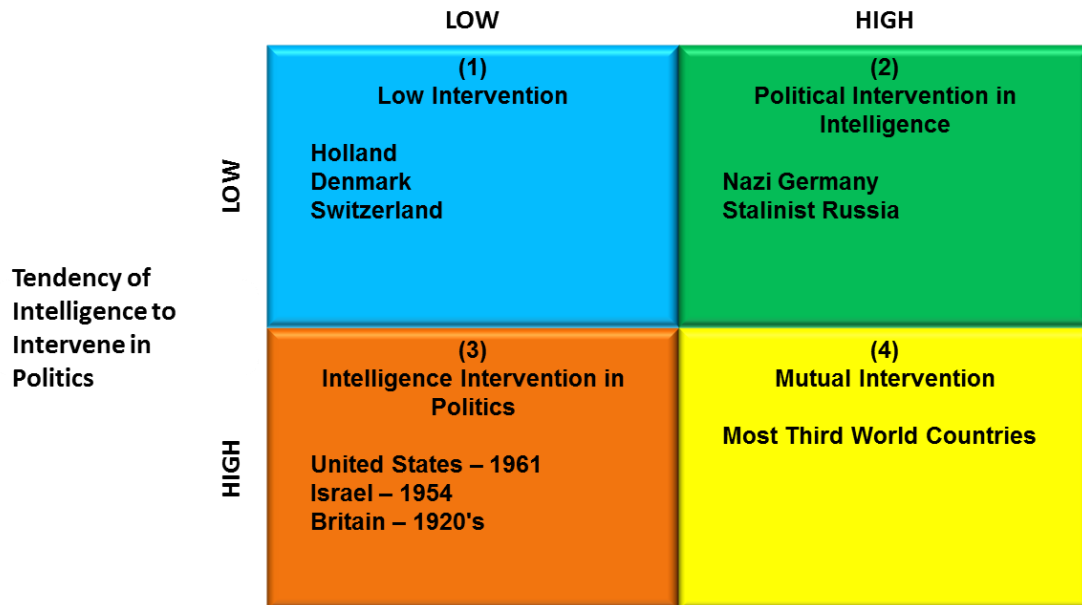 LOW
HIGH
(1)
Low Intervention
Holland
Denmark
Switzerland
(2)
Political Intervention in
Intelligence
Nazi Germany
Stalinist Russia
LOW
Tendency of
Intelligence to
Intervene in
Politics
HIGH
(3)
Intelligence Intervention in
Politics
United States – 1961
Israel – 1954
Britain – 1920's
(4)
Mutual Intervention
Most Third World Countries